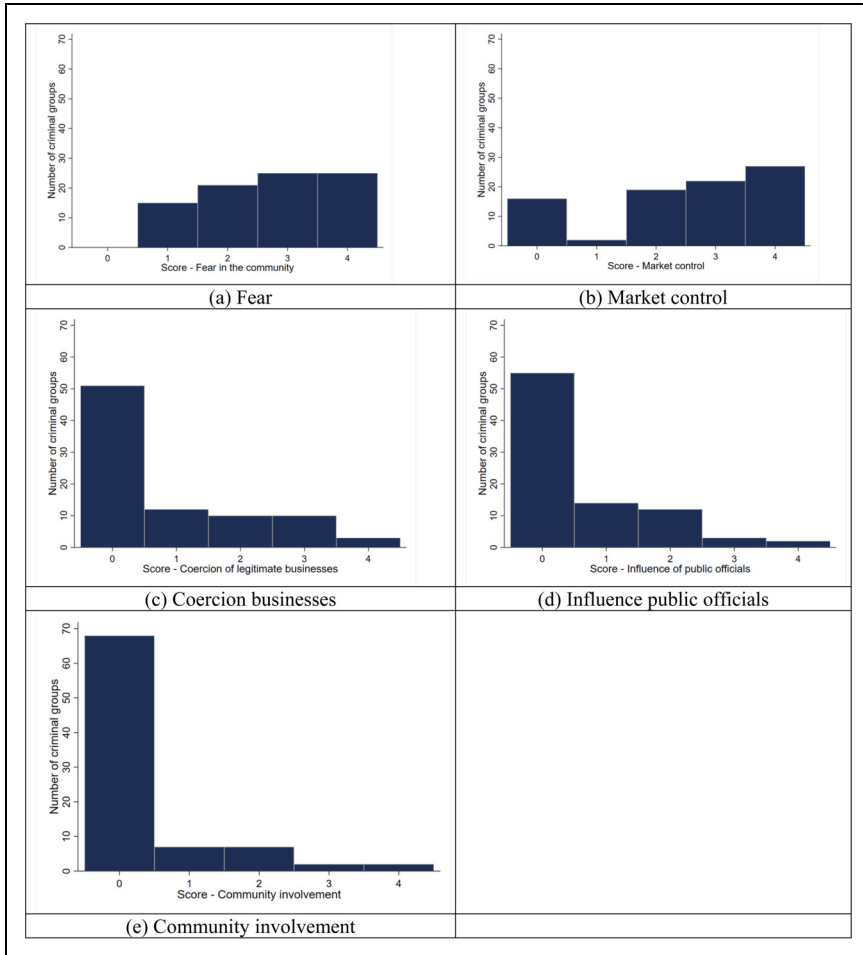 Number of criminal groups
70
60
50
40
30
20
10
0
0 1 2 3 4
Score - Fear in the community
(a) Fear
Number of criminal groups
70
60
50
40
30
20
10
0
0 1 2 3 4
Score - Market control
(b) Market control
Number of criminal groups
70
60
50
40
30
20
10
0
0 1 2 3 4
Score - Coercion of legitimate businesses
(c) Coercion businesses
Number of criminal groups
70
60
50
40
30
20
10
0
0 1 2 3 4
Score - Influence of public officials
(d) Influence public officials
Number of criminal groups
70
60
50
40
30
20
10
0
0 1 2 3 4
Score - Community involvement
(e) Community involvement